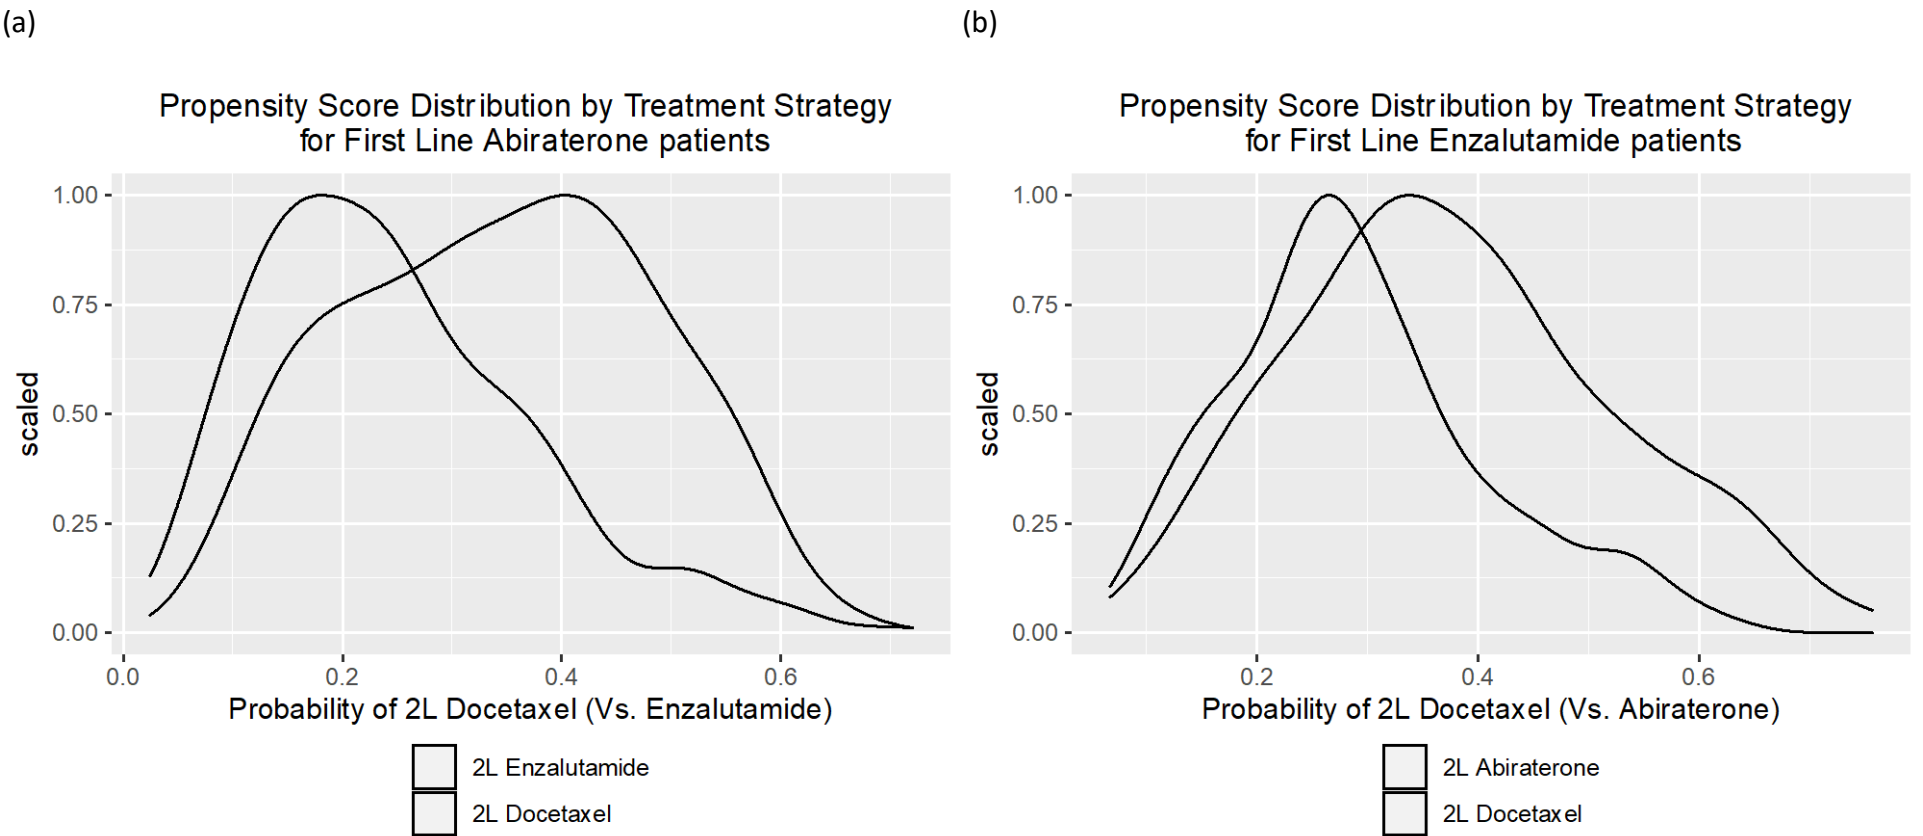 (a)
Propensity Score Distribution by Treatment Strategy
for First Line Abiraterone patients
1.00
0.75
0.50
0.25
0.00
scaled
0.0 0.2 0.4 0.6
Probability of 2L Docetaxel (Vs. Enzalutamide)
2L Enzalutamide
2L Docetaxel
(b)
Propensity Score Distribution by Treatment Strategy
for First Line Enzalutamide patients
1.00
0.75
0.50
0.25
0.00
scaled
0.2 0.4 0.6
Probability of 2L Docetaxel (Vs. Abiraterone)
2L Abiraterone
2L Docetaxel